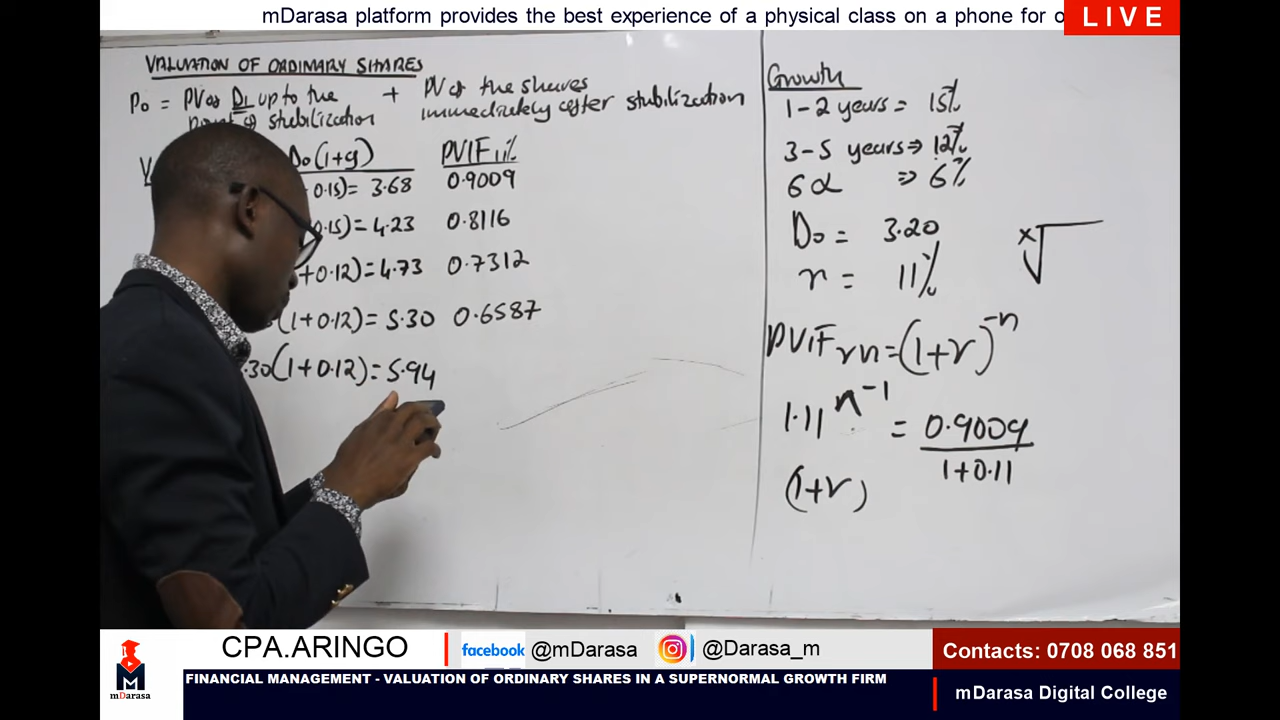 mDarasa platform provides the best experience of a physical class on a phone for o
LIVE
VALUATION OF ORDINARY SHARES
P₀ = PV of D₁ up to the + PV of the shares
stabilization immediately after stabilization
D₀(1+g) PVIF 11%
0.15) = 3.68 0.9009
0.15) = 4.23 0.8116
+0.12) = 4.73 0.7312
(1+0.12) = 5.30 0.6587
.30(1+0.12) = 5.94
Growth
1-2 years = 15%
3-5 years ⇒ 12%
6 α ⇒ 6%
D₀ = 3.20
r = 11%
x√
PVIF rn = (1+r)⁻ⁿ
1.11 n⁻¹ = 0.9009
1+0.11
(1+r)
CPA.ARINGO
facebook @mDarasa
@Darasa_m
Contacts: 0708 068 851
mDarasa
FINANCIAL MANAGEMENT - VALUATION OF ORDINARY SHARES IN A SUPERNORMAL GROWTH FIRM
mDarasa Digital College